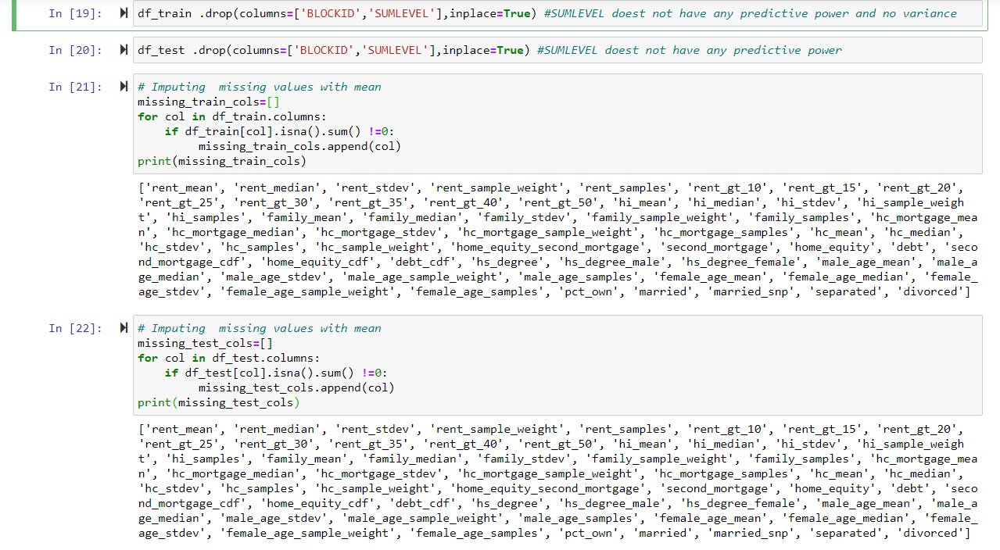 In [19]: df_train .drop(columns=['BLOCKID','SUMLEVEL'],inplace=True) #SUMLEVEL doest not have any predictive power and no variance
In [20]: df_test .drop(columns=['BLOCKID','SUMLEVEL'],inplace=True) #SUMLEVEL doest not have any predictive power
In [21]: # Imputing  missing values with mean
missing_train_cols=[]
for col in df_train.columns:
    if df_train[col].isna().sum() !=0:
         missing_train_cols.append(col)
print(missing_train_cols)
['rent_mean', 'rent_median', 'rent_stdev', 'rent_sample_weight', 'rent_samples', 'rent_gt_10', 'rent_gt_15', 'rent_gt_20',
'rent_gt_25', 'rent_gt_30', 'rent_gt_35', 'rent_gt_40', 'rent_gt_50', 'hi_mean', 'hi_median', 'hi_stdev', 'hi_sample_weigh
t', 'hi_samples', 'family_mean', 'family_median', 'family_stdev', 'family_sample_weight', 'family_samples', 'hc_mortgage_mea
n', 'hc_mortgage_median', 'hc_mortgage_stdev', 'hc_mortgage_sample_weight', 'hc_mortgage_samples', 'hc_mean', 'hc_median',
'hc_stdev', 'hc_samples', 'hc_sample_weight', 'home_equity_second_mortgage', 'second_mortgage', 'home_equity', 'debt', 'seco
nd_mortgage_cdf', 'home_equity_cdf', 'debt_cdf', 'hs_degree', 'hs_degree_male', 'hs_degree_female', 'male_age_mean', 'male_a
ge_median', 'male_age_stdev', 'male_age_sample_weight', 'male_age_samples', 'female_age_mean', 'female_age_median', 'female_
age_stdev', 'female_age_sample_weight', 'female_age_samples', 'pct_own', 'married', 'married_snp', 'separated', 'divorced']
In [22]: # Imputing  missing values with mean
missing_test_cols=[]
for col in df_test.columns:
    if df_test[col].isna().sum() !=0:
         missing_test_cols.append(col)
print(missing_test_cols)
['rent_mean', 'rent_median', 'rent_stdev', 'rent_sample_weight', 'rent_samples', 'rent_gt_10', 'rent_gt_15', 'rent_gt_20',
'rent_gt_25', 'rent_gt_30', 'rent_gt_35', 'rent_gt_40', 'rent_gt_50', 'hi_mean', 'hi_median', 'hi_stdev', 'hi_sample_weigh
t', 'hi_samples', 'family_mean', 'family_median', 'family_stdev', 'family_sample_weight', 'family_samples', 'hc_mortgage_mea
n', 'hc_mortgage_median', 'hc_mortgage_stdev', 'hc_mortgage_sample_weight', 'hc_mortgage_samples', 'hc_mean', 'hc_median',
'hc_stdev', 'hc_samples', 'hc_sample_weight', 'home_equity_second_mortgage', 'second_mortgage', 'home_equity', 'debt', 'seco
nd_mortgage_cdf', 'home_equity_cdf', 'debt_cdf', 'hs_degree', 'hs_degree_male', 'hs_degree_female', 'male_age_mean', 'male_a
ge_median', 'male_age_stdev', 'male_age_sample_weight', 'male_age_samples', 'female_age_mean', 'female_age_median', 'female_
age_stdev', 'female_age_sample_weight', 'female_age_samples', 'pct_own', 'married', 'married_snp', 'separated', 'divorced']